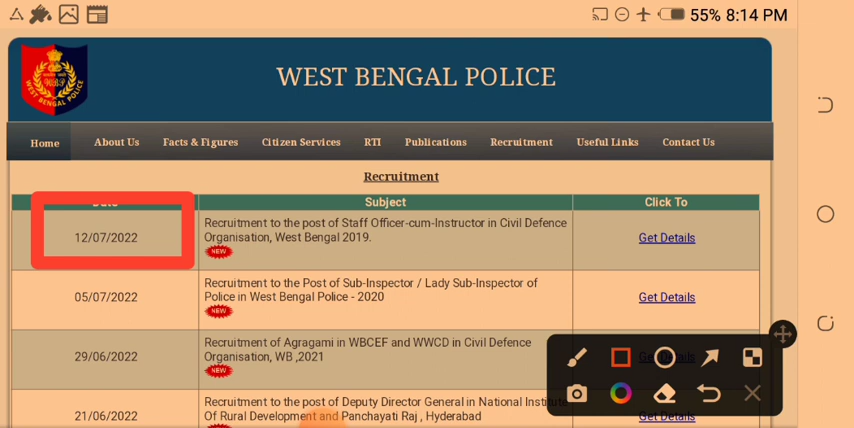 55% 8:14 PM
WEST BENGAL POLICE
Home About Us Facts & Figures Citizen Services RTI Publications Recruitment Useful Links Contact Us
Recruitment
Date Subject Click To
12/07/2022
Recruitment to the post of Staff Officer-cum-Instructor in Civil Defence
Organisation, West Bengal 2019.
NEW
Get Details
05/07/2022
Recruitment to the Post of Sub-Inspector / Lady Sub-Inspector of
Police in West Bengal Police - 2020
NEW
Get Details
29/06/2022
Recruitment of Agragami in WBCEF and WWCD in Civil Defence
Organisation, WB ,2021
NEW
Get Details
21/06/2022
Recruitment to the post of Deputy Director General in National Institute
Of Rural Development and Panchayati Raj , Hyderabad
Get Details